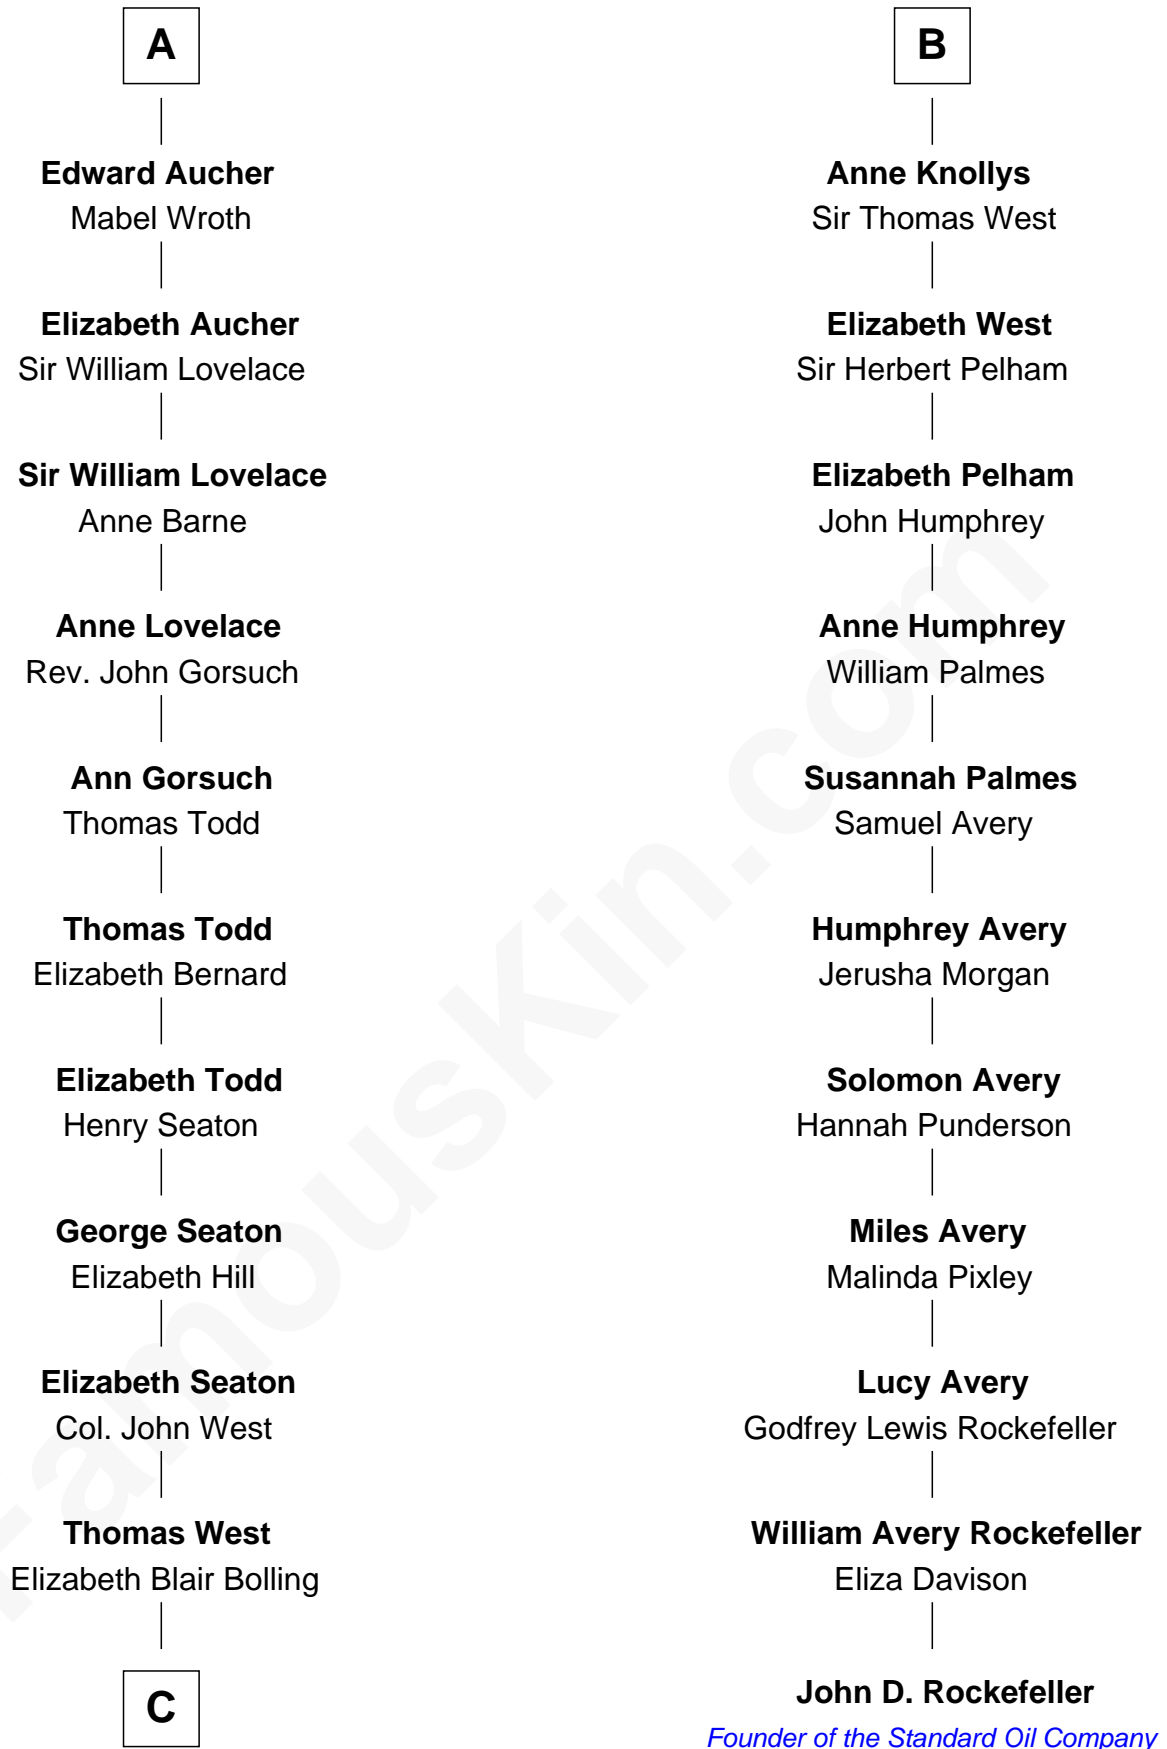 A
Edward Aucher
Mabel Wroth
Elizabeth Aucher
Sir William Lovelace
Sir William Lovelace
Anne Barne
Anne Lovelace
Rev. John Gorsuch
Ann Gorsuch
Thomas Todd
Thomas Todd
Elizabeth Bernard
Elizabeth Todd
Henry Seaton
George Seaton
Elizabeth Hill
Elizabeth Seaton
Col. John West
Thomas West
Elizabeth Blair Bolling
C
B
Anne Knollys
Sir Thomas West
Elizabeth West
Sir Herbert Pelham
Elizabeth Pelham
John Humphrey
Anne Humphrey
William Palmes
Susannah Palmes
Samuel Avery
Humphrey Avery
Jerusha Morgan
Solomon Avery
Hannah Punderson
Miles Avery
Malinda Pixley
Lucy Avery
Godfrey Lewis Rockefeller
William Avery Rockefeller
Eliza Davison
John D. Rockefeller
Founder of the Standard Oil Company
FamousKin.com